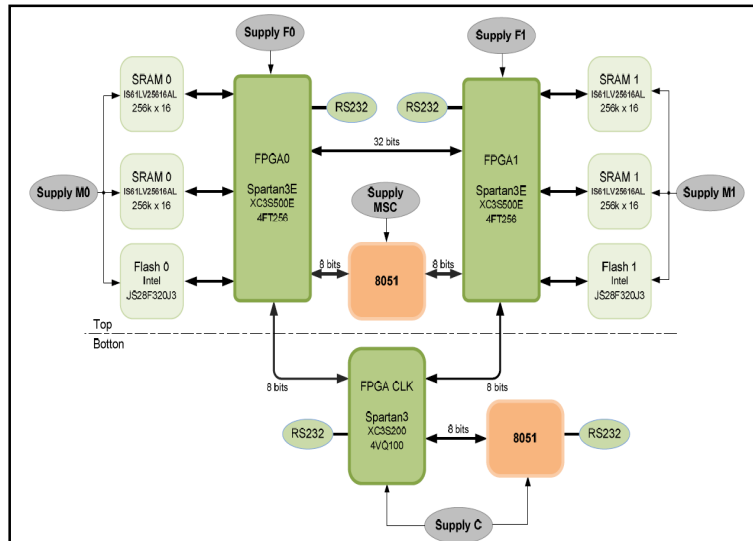 Supply F0
Supply F1
SRAM 0
IS61LV25616AL
256k x 16
RS232
RS232
SRAM 1
IS61LV25616AL
256k x 16
32 bits
FPGA0
Spartan3E
XC3S500E
4FT256
FPGA1
Spartan3E
XC3S500E
4FT256
Supply M0
SRAM 0
IS61LV25616AL
256k x 16
Supply
MSC
SRAM 1
IS61LV25616AL
256k x 16
Supply M1
Flash 0
Intel
JS28F320J3
8 bits
8051
8 bits
Flash 1
Intel
JS28F320J3
Top
Botton
8 bits
8 bits
FPGA CLK
Spartan3
XC3S200
4VQ100
RS232
8 bits
8051
RS232
Supply C